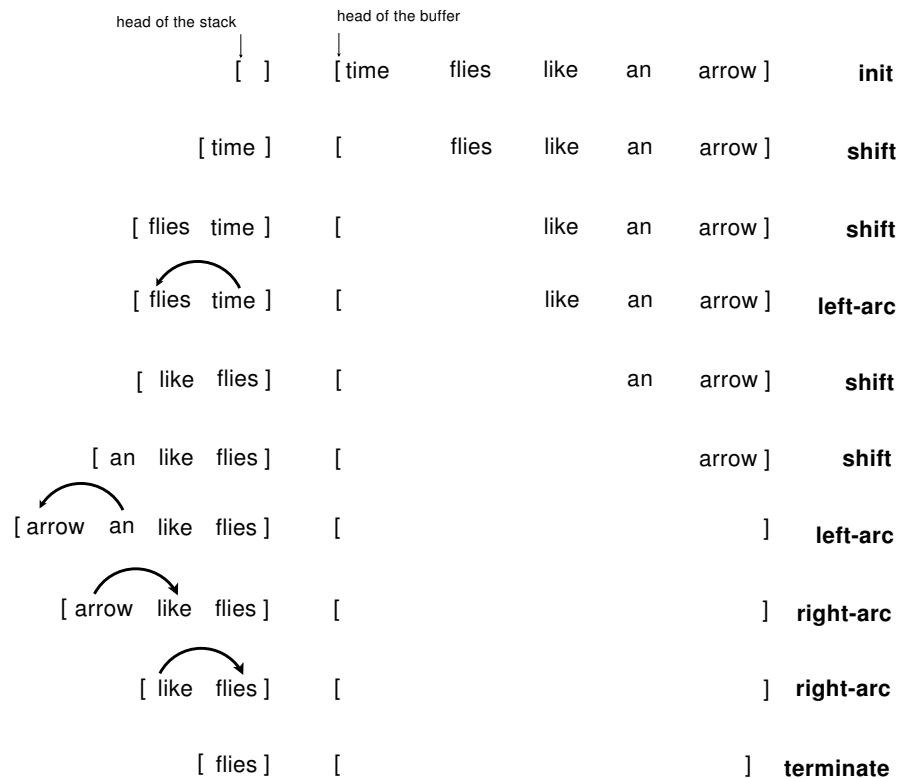 head of the stack head of the buffer
[ ] [ time flies like an arrow ] init
[ time ] [ flies like an arrow ] shift
[ flies time ] [ like an arrow ] shift
[ flies time ] [ like an arrow ] left-arc
[ like flies ] [ an arrow ] shift
[ an like flies ] [ arrow ] shift
[ arrow an like flies ] [ ] left-arc
[ arrow like flies ] [ ] right-arc
[ like flies ] [ ] right-arc
[ flies ] [ ] terminate